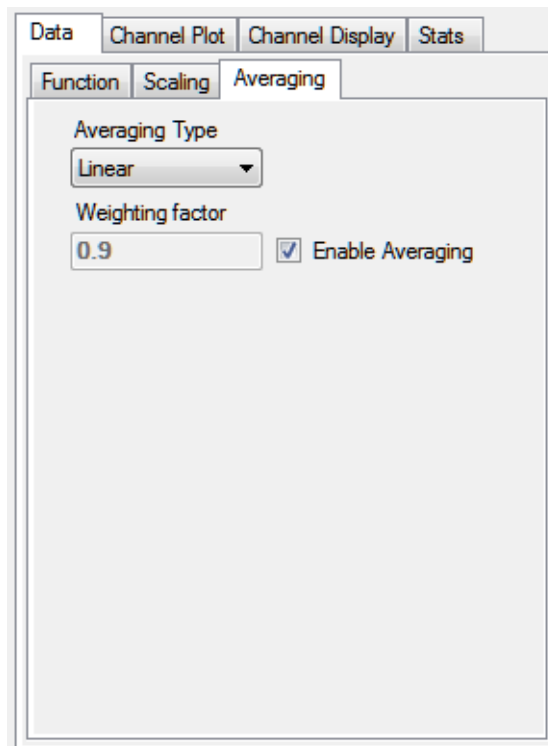 Data Channel Plot Channel Display Stats
Function Scaling Averaging
Averaging Type
Linear
Weighting factor
0.9 Enable Averaging